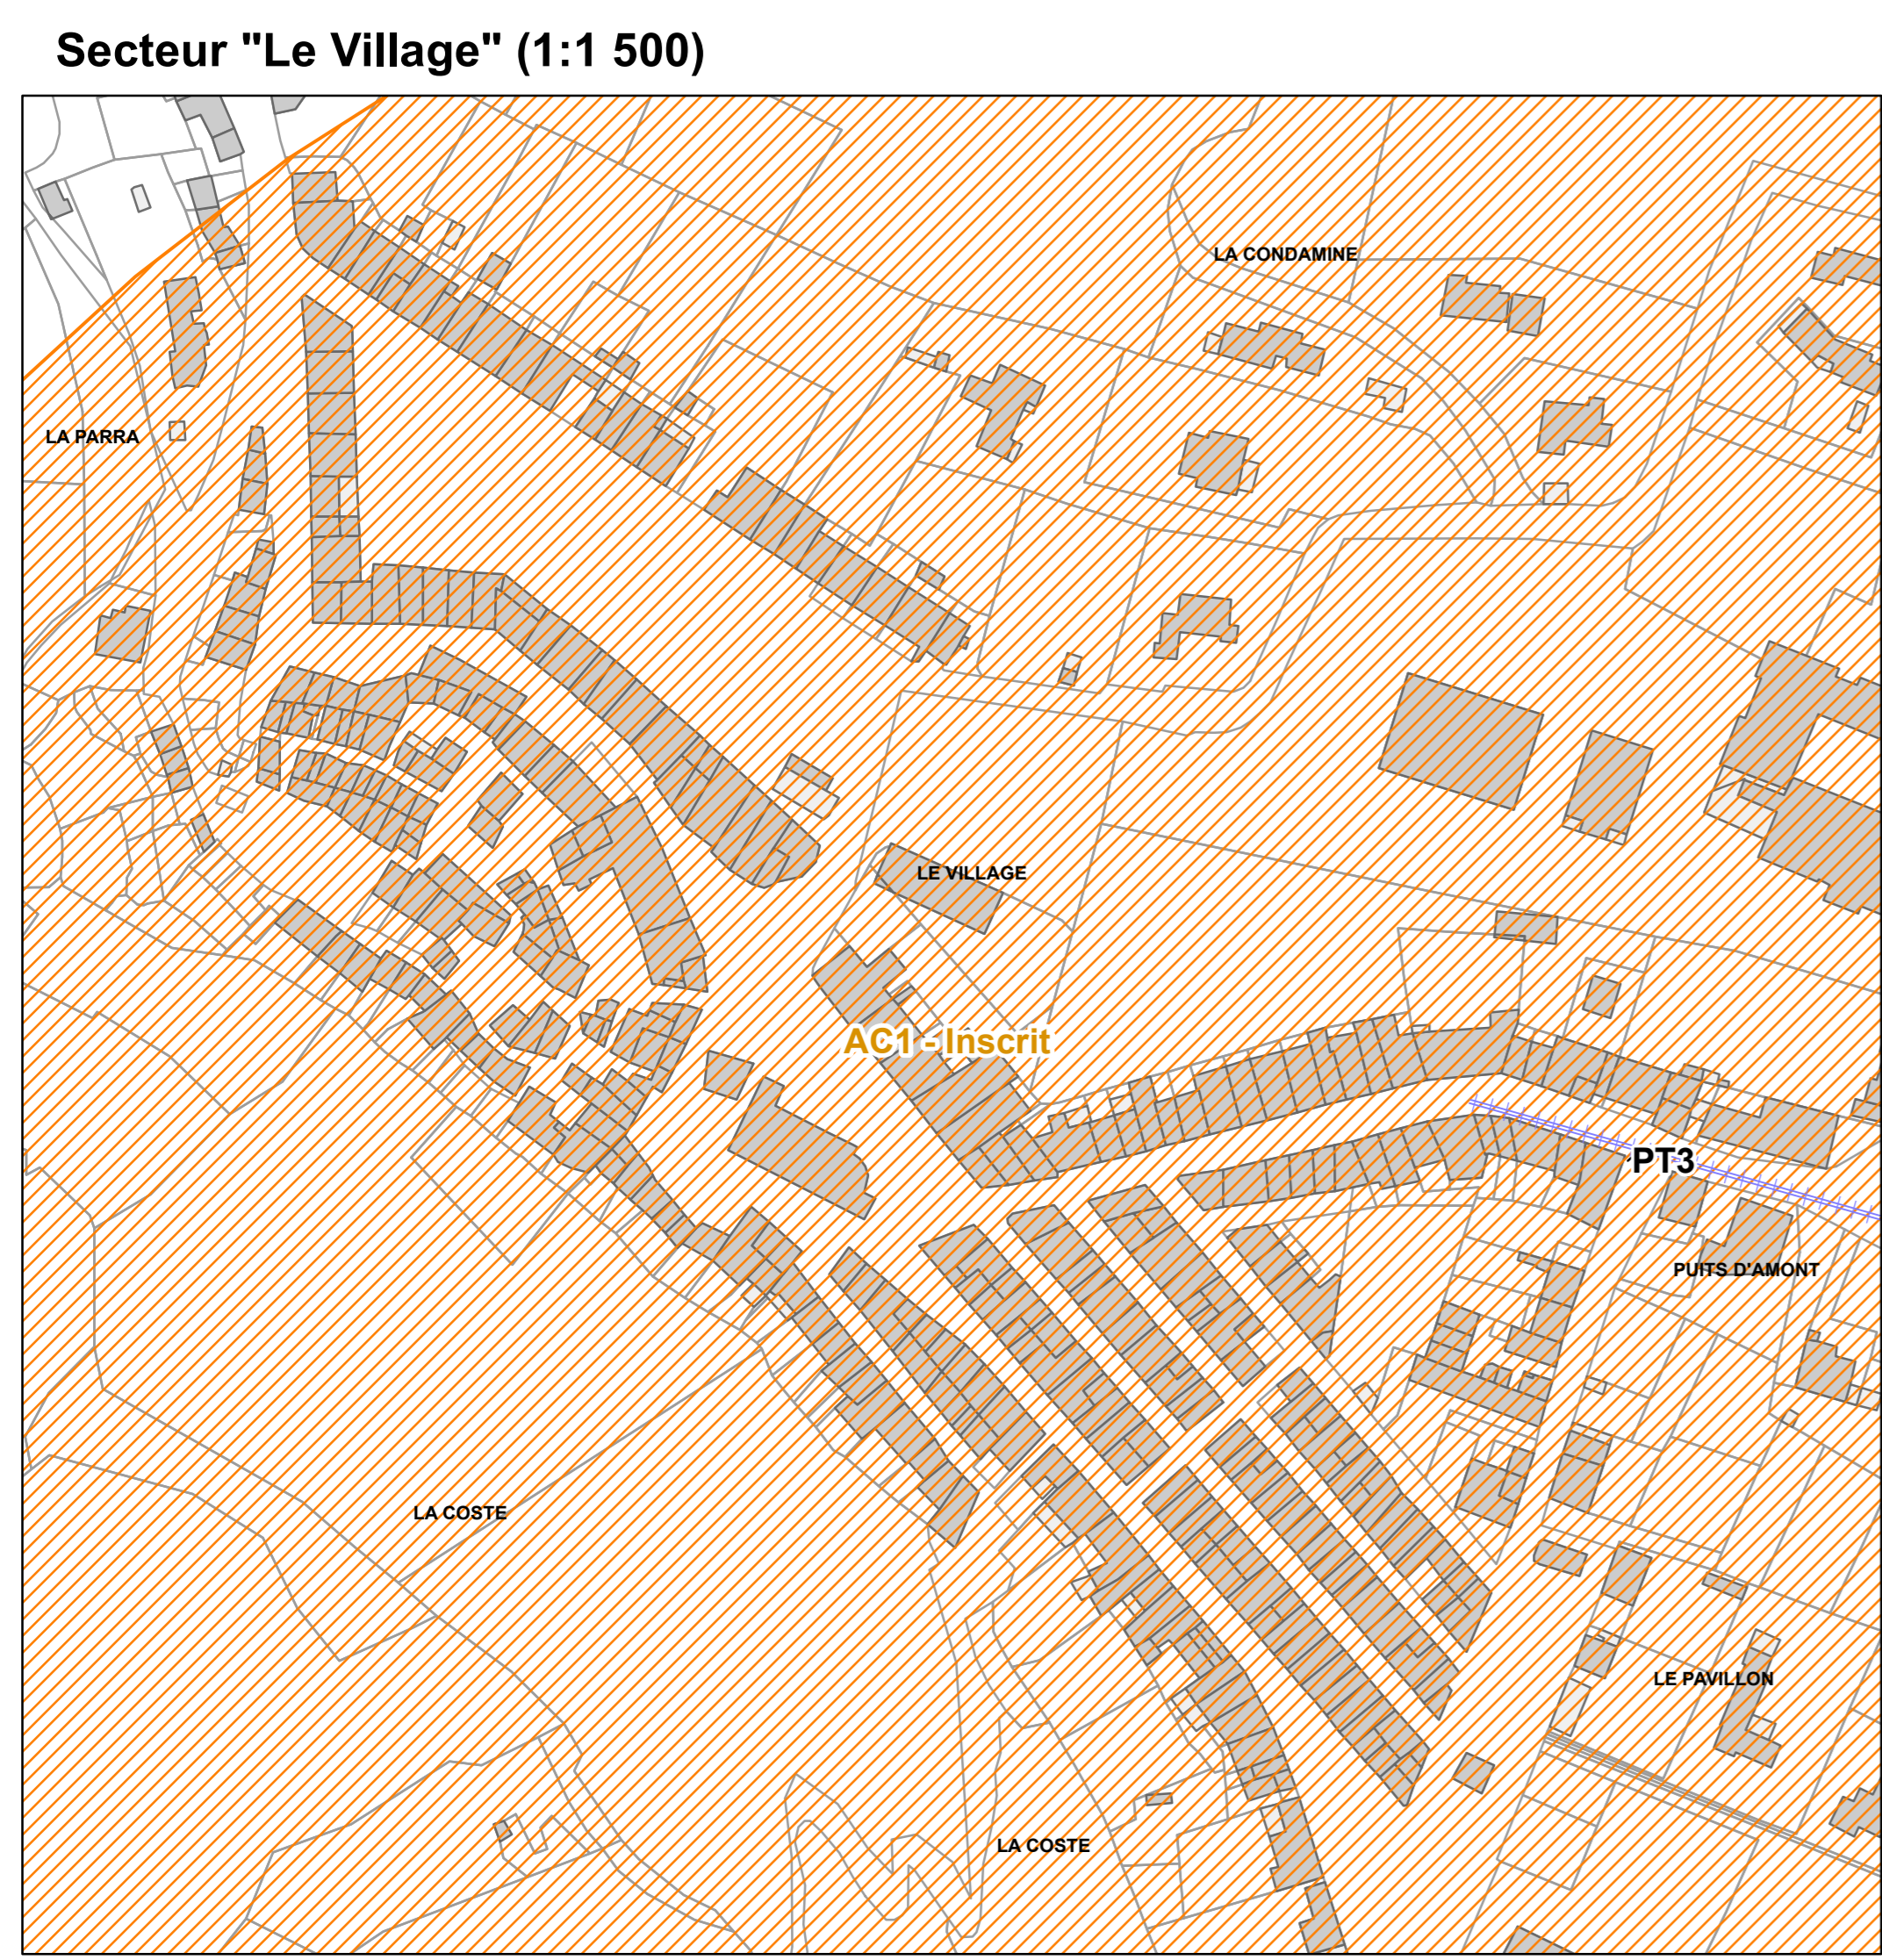 Secteur "Le Village" (1:1 500)
LA CONDAMINE
LA PARRA
LE VILLAGE
AC1 - Inscrit
PT3
PUITS D'AMONT
LA COSTE
LE PAVILLON
LA COSTE